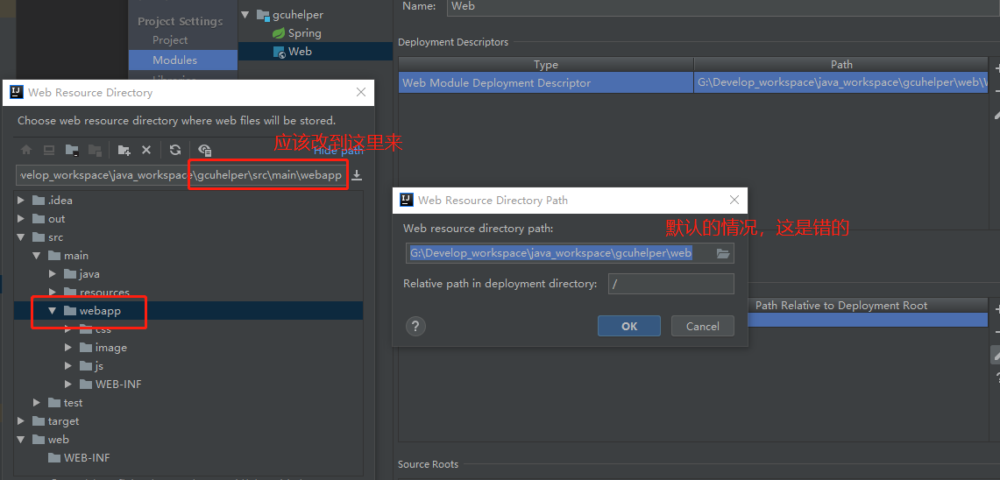 Project Settings
Project
Modules
gcuhelper
Spring
Web
Name: Web
Deployment Descriptors
Type Path
Web Module Deployment Descriptor G:\Develop_workspace\java_workspace\gcuhelper\web\W
Web Resource Directory
Choose web resource directory where web files will be stored.
应该改到这里来
Hide path
velop_workspace\java_workspace\gcuhelper\src\main\webapp
.idea
out
src
main
java
resources
webapp
css
image
js
WEB-INF
test
target
web
WEB-INF
Web Resource Directory Path
默认的情况，这是错的
Web resource directory path:
G:\Develop_workspace\java_workspace\gcuhelper\web
Relative path in deployment directory: /
?
OK Cancel
Path Relative to Deployment Root
Source Roots